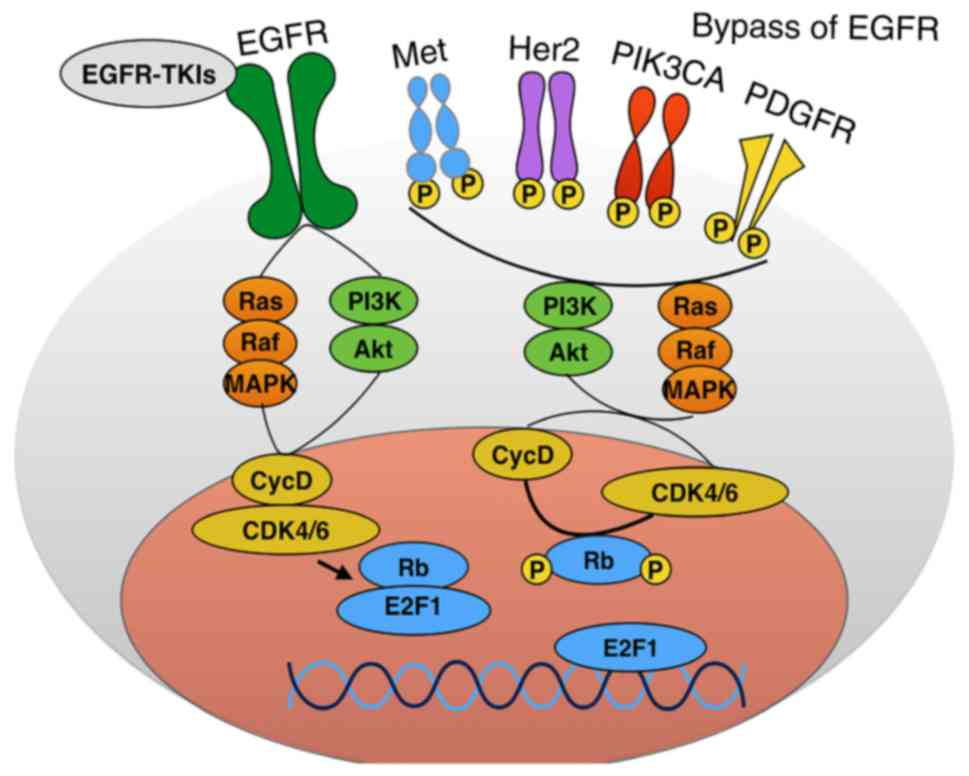 Bypass of EGFR
EGFR
EGFR-TKIs
Met
Her2
PIK3CA
PDGFR
P
P
P
P
P
P
P
P
Ras
Raf
MAPK
PI3K
Akt
PI3K
Akt
Ras
Raf
MAPK
CycD
CDK4/6
CycD
CDK4/6
Rb
E2F1
P
Rb
P
E2F1